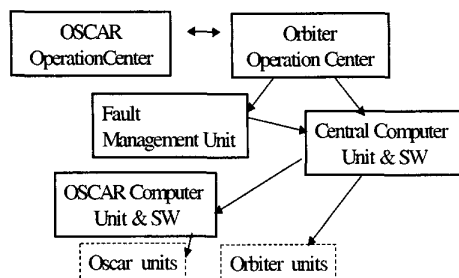 OSCAR
OperationCenter
Orbiter
Operation Center
Fault
Management Unit
Central Computer
Unit & SW
OSCAR Computer
Unit & SW
Oscar units
Orbiter units